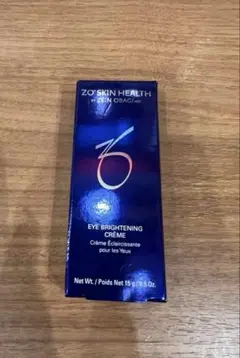 ZO® SKIN HEALTH
BY ZEIN OBAGI MD
EYE BRIGHTENING
CRÈME
Crème Éclaircissante
pour les Yeux
Net Wt. / Poids Net 15 g / 0.5 Oz.